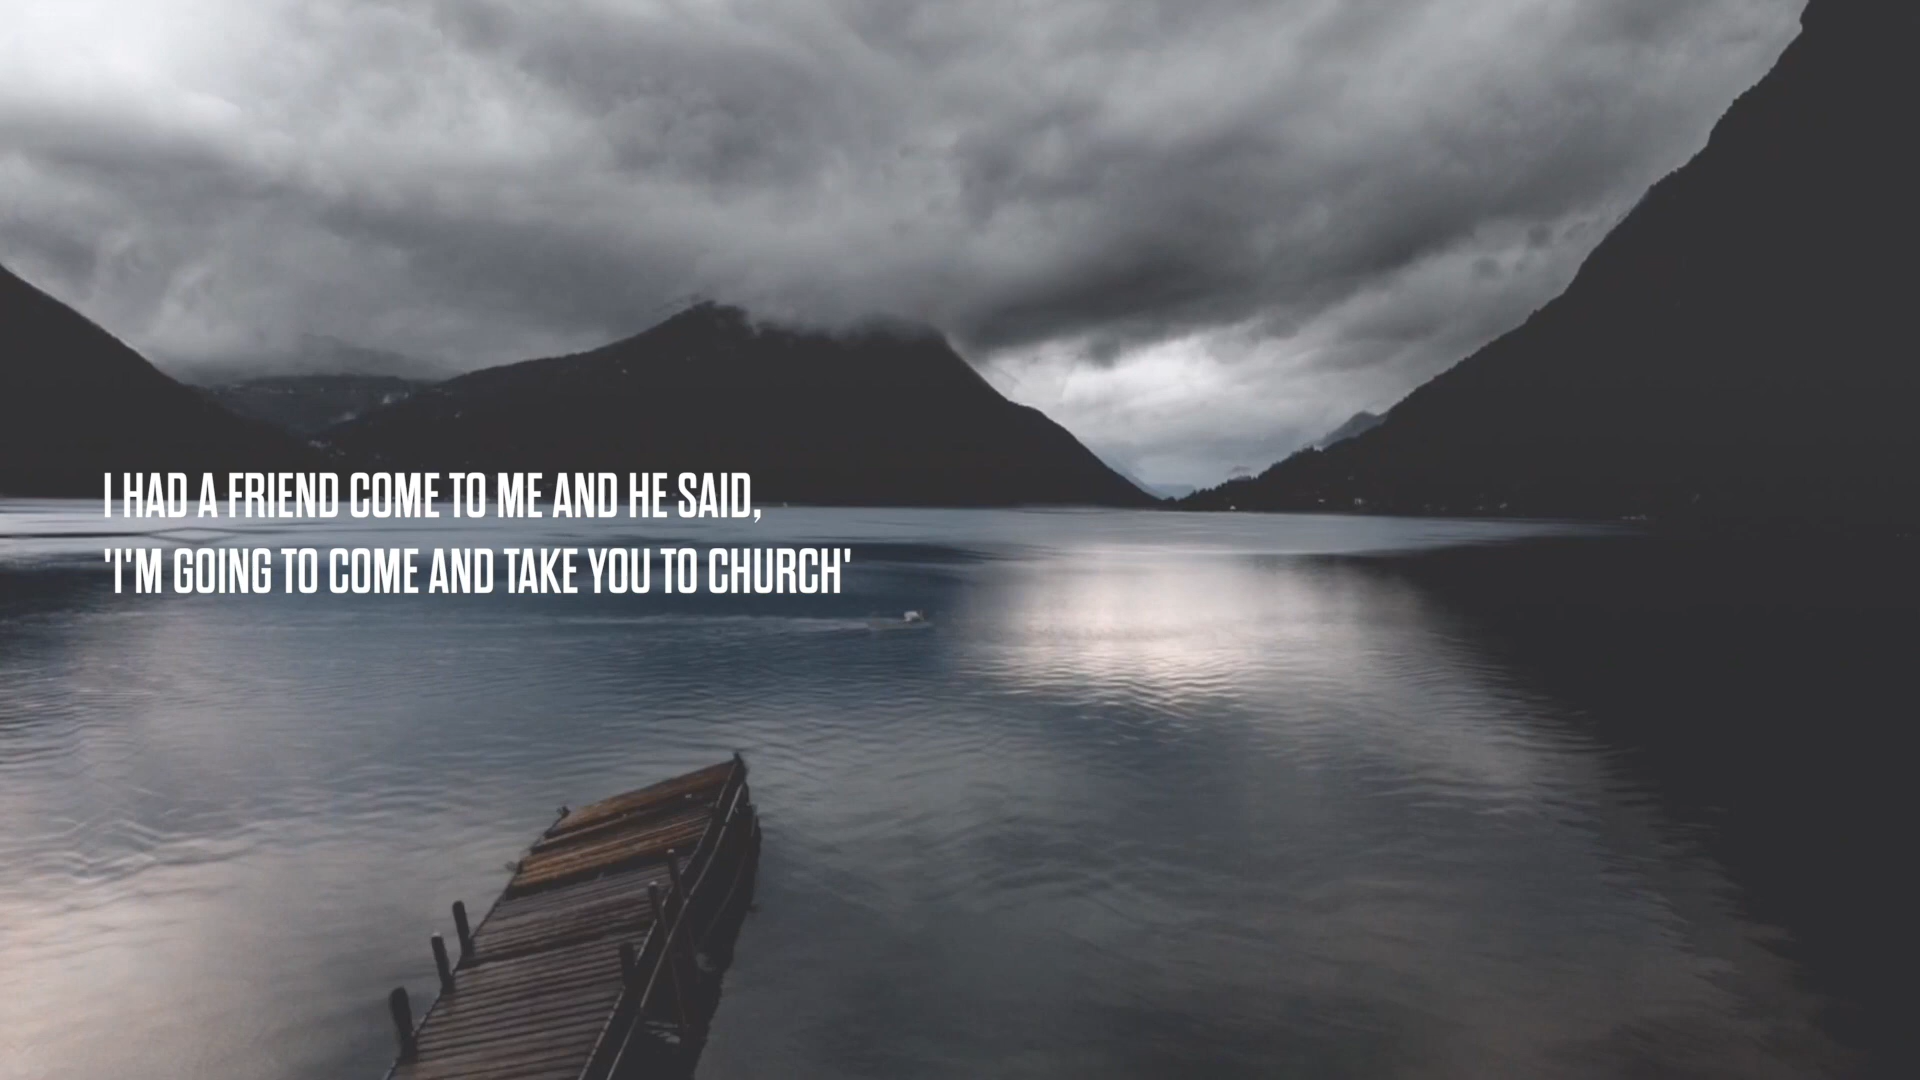 I HAD A FRIEND COME TO ME AND HE SAID,
'I'M GOING TO COME AND TAKE YOU TO CHURCH'